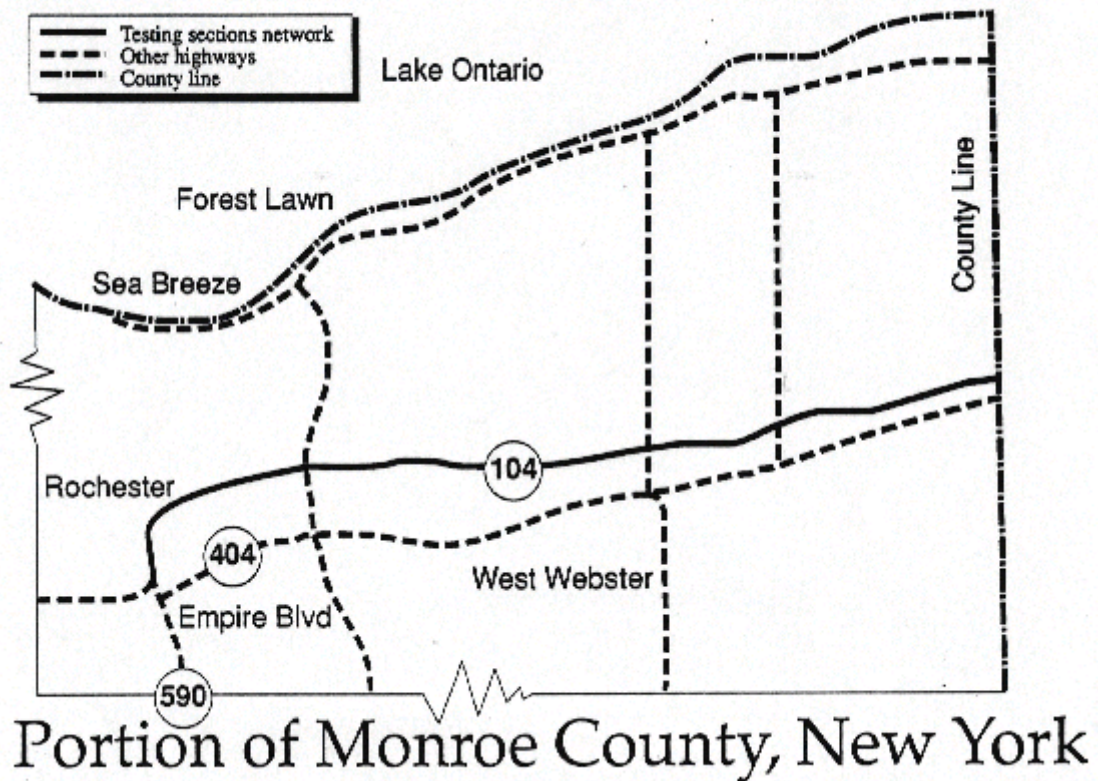 Testing sections network
Other highways
County line
Lake Ontario
Forest Lawn
Sea Breeze
County Line
104
Rochester
404
West Webster
Empire Blvd
590
Portion of Monroe County, New York